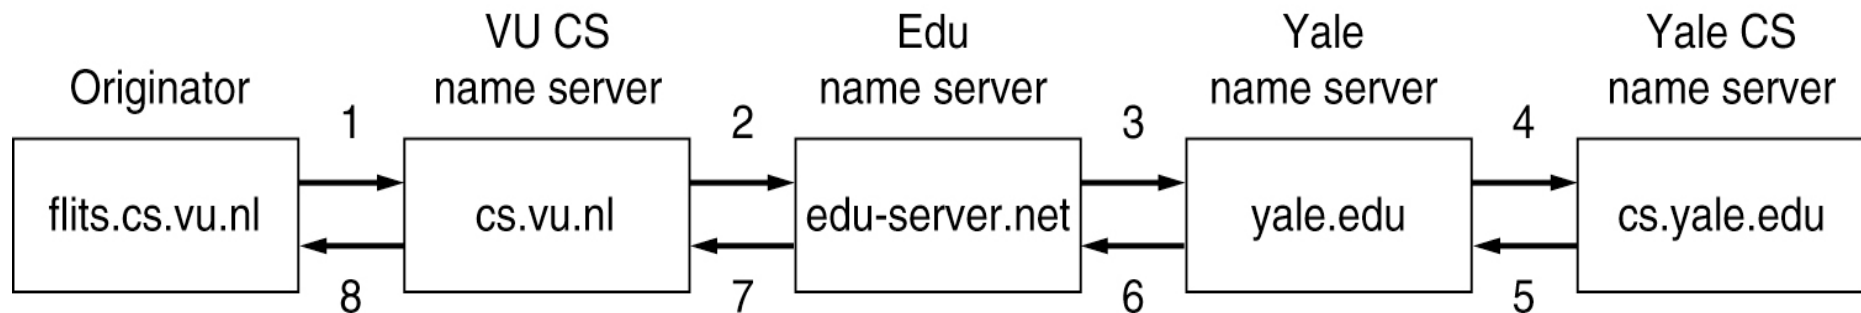 Originator
VU CS
name server
Edu
name server
Yale
name server
Yale CS
name server
1
2
3
4
flits.cs.vu.nl
cs.vu.nl
edu-server.net
yale.edu
cs.yale.edu
8
7
6
5